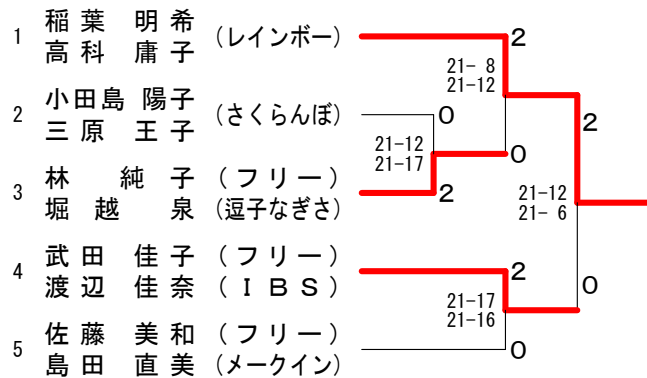 1 稲葉 明希 (レインボー)
高科 庸子
2 小田島 陽子 (さくらんぼ)
三原 王子
3 林 純子 (フリー)
堀越 泉 (逗子なぎさ)
4 武田 佳子 (フリー)
渡辺 佳奈 (IBS)
5 佐藤 美和 (フリー)
島田 直美 (メークイン)
0
21-12
21-17
2
2
21- 8
21-12
0
2
21-17
21-16
0
2
21-12
21- 6
0